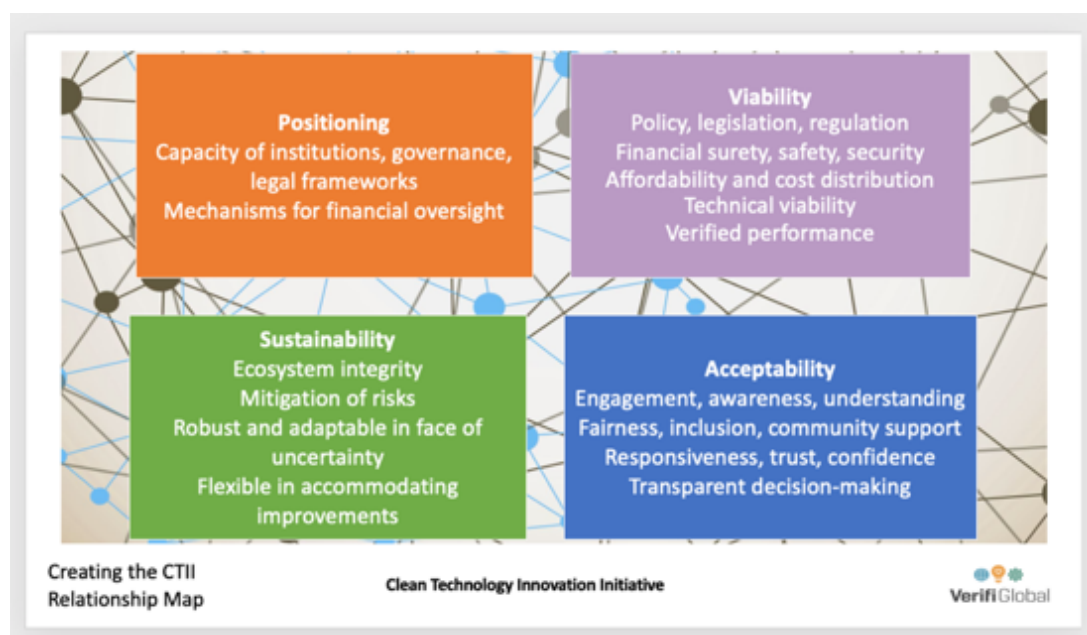 Positioning
Capacity of institutions, governance,
legal frameworks
Mechanisms for financial oversight
Viability
Policy, legislation, regulation
Financial surety, safety, security
Affordability and cost distribution
Technical viability
Verified performance
Sustainability
Ecosystem integrity
Mitigation of risks
Robust and adaptable in face of
uncertainty
Flexible in accommodating
improvements
Acceptability
Engagement, awareness, understanding
Fairness, inclusion, community support
Responsiveness, trust, confidence
Transparent decision-making
Creating the CTII
Relationship Map
Clean Technology Innovation Initiative
VerifiGlobal